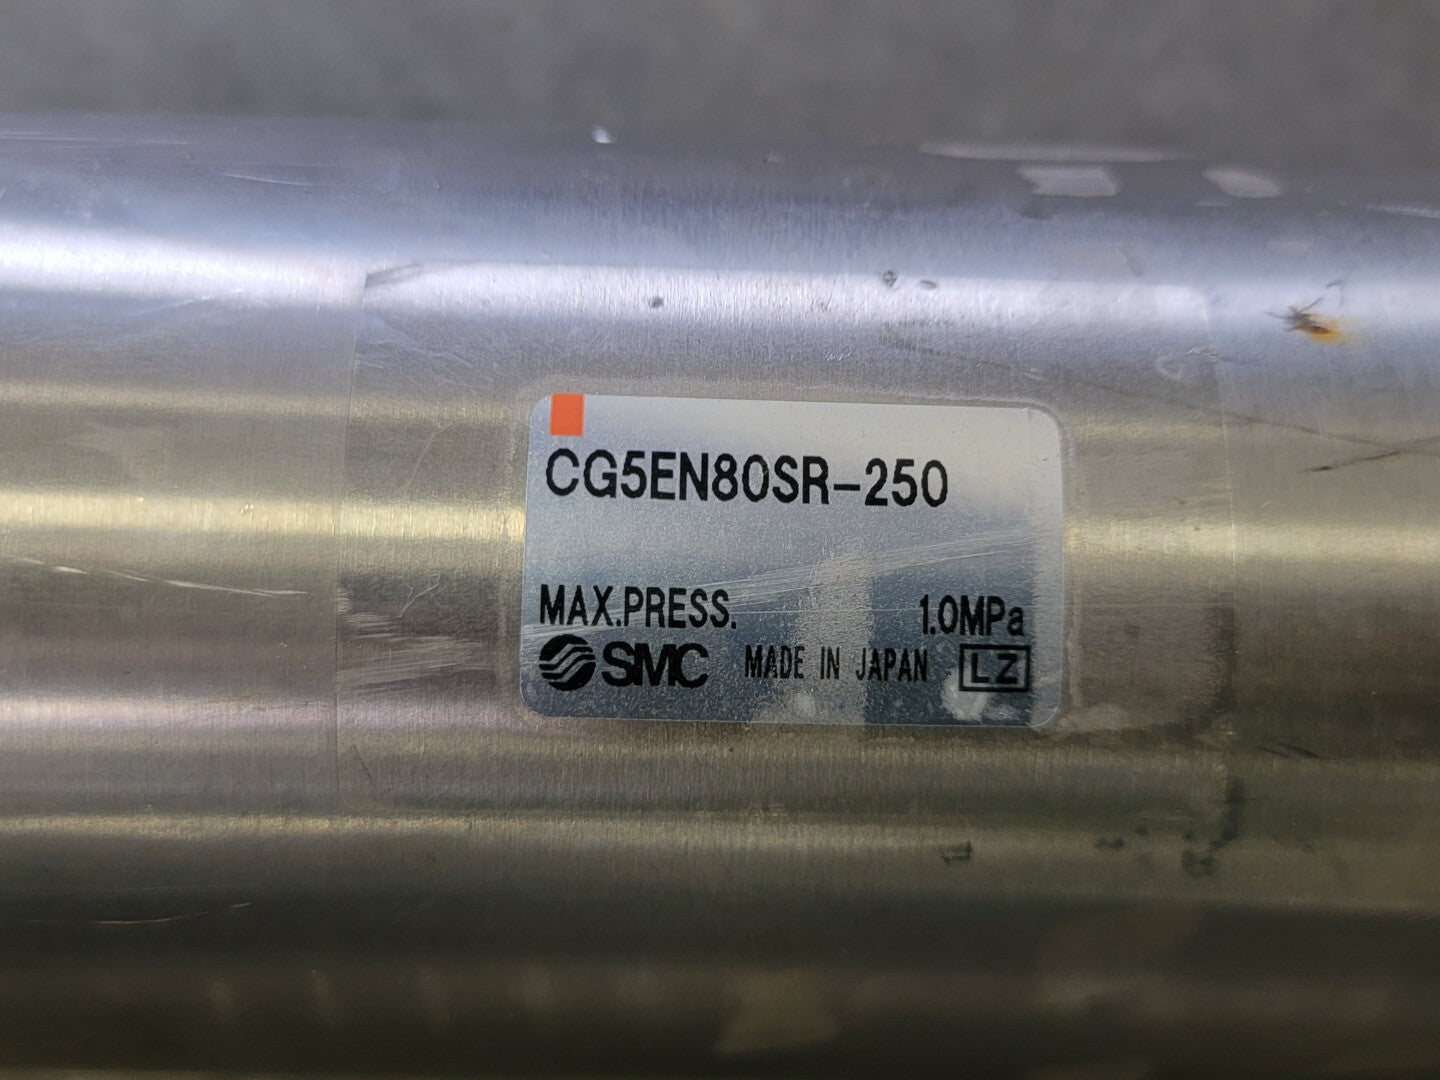 CG5EN80SR-250
MAX.PRESS. 1.0MPa
SMC MADE IN JAPAN LZ